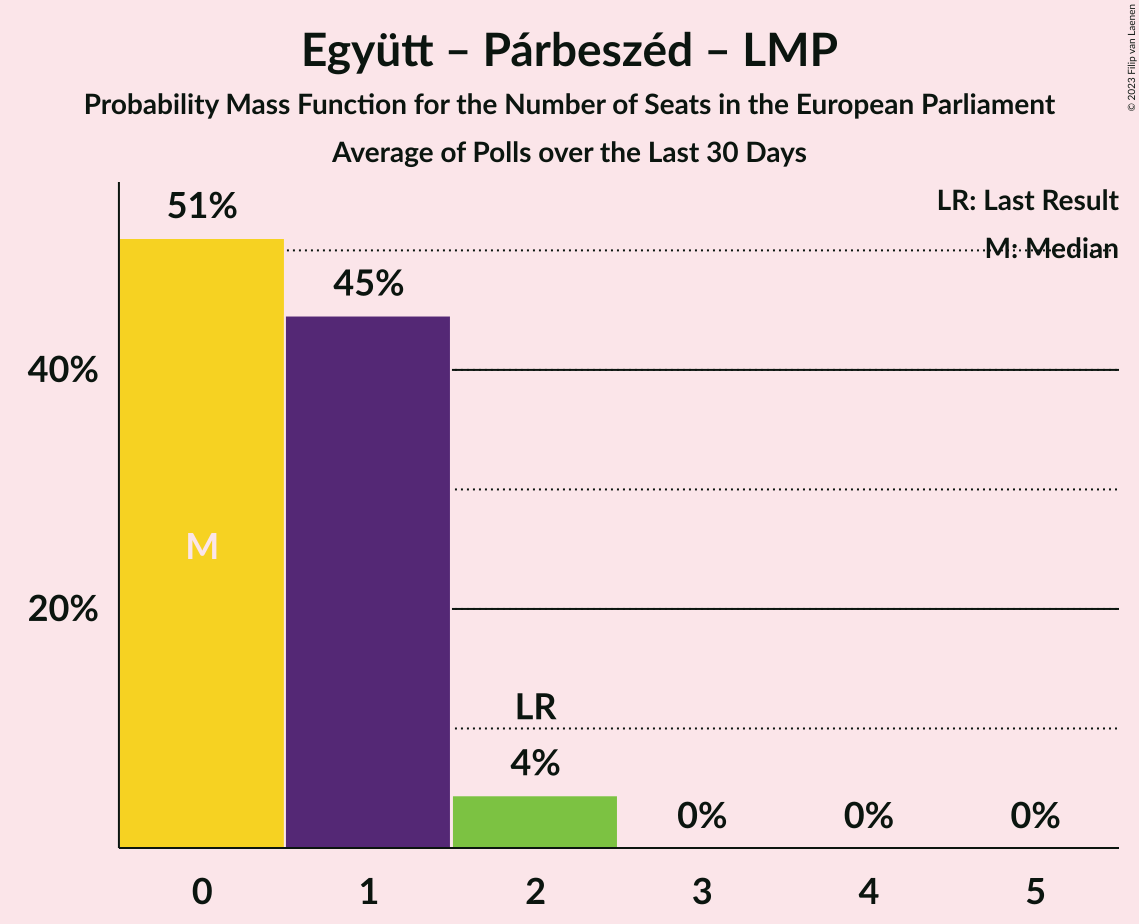 Együtt – Párbeszéd – LMP
Probability Mass Function for the Number of Seats in the European Parliament
Average of Polls over the Last 30 Days
© 2023 Filip van Laenen
LR: Last Result
M: Median
51%
45%
40%
M
20%
LR
4%
0%
0%
0%
0
1
2
3
4
5